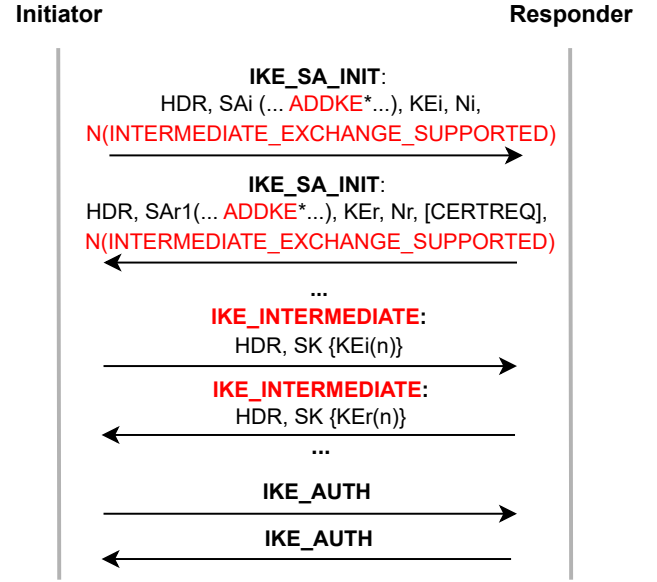 Initiator
Responder
IKE_SA_INIT:
HDR, SAi (... ADDKE*...), KEi, Ni,
N(INTERMEDIATE_EXCHANGE_SUPPORTED)
IKE_SA_INIT:
HDR, SAr1(... ADDKE*...), KEr, Nr, [CERTREQ],
N(INTERMEDIATE_EXCHANGE_SUPPORTED)
...
IKE_INTERMEDIATE:
HDR, SK {KEi(n)}
IKE_INTERMEDIATE:
HDR, SK {KEr(n)}
...
IKE_AUTH
IKE_AUTH